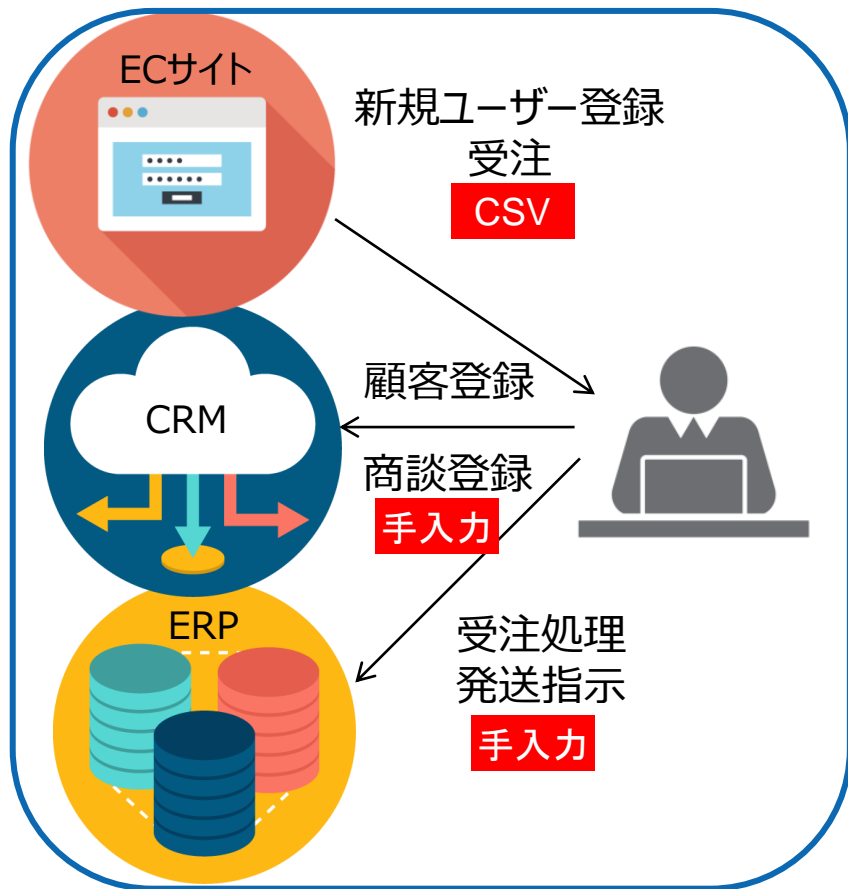 ECサイト
新規ユーザー登録
受注
CSV
顧客登録
CRM
商談登録
手入力
ERP
受注処理
発送指示
手入力